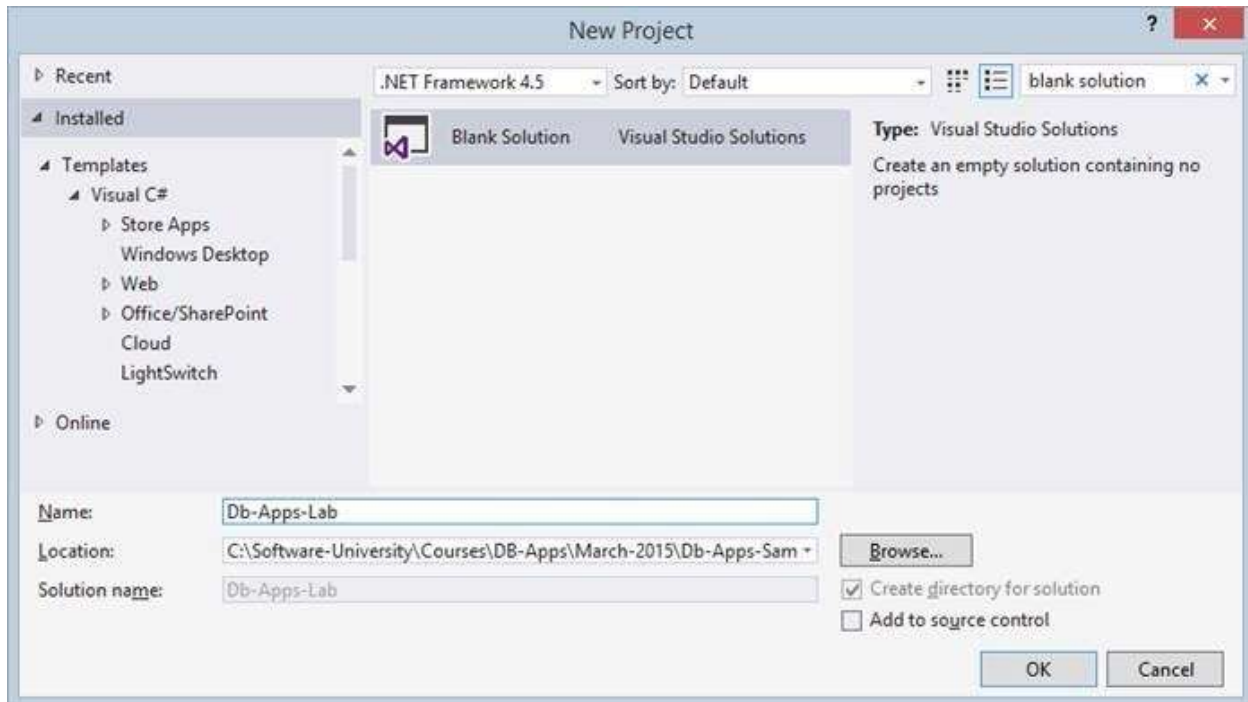 New Project
?
Recent
Installed
Templates
Visual C#
Store Apps
Windows Desktop
Web
Office/SharePoint
Cloud
LightSwitch
Online
.NET Framework 4.5
Sort by: Default
blank solution
Blank Solution Visual Studio Solutions
Type: Visual Studio Solutions
Create an empty solution containing no
projects
Name: Db-Apps-Lab
Location: C:\Software-University\Courses\DB-Apps\March-2015\Db-Apps-Sam
Browse...
Solution name: Db-Apps-Lab
Create directory for solution
Add to source control
OK Cancel